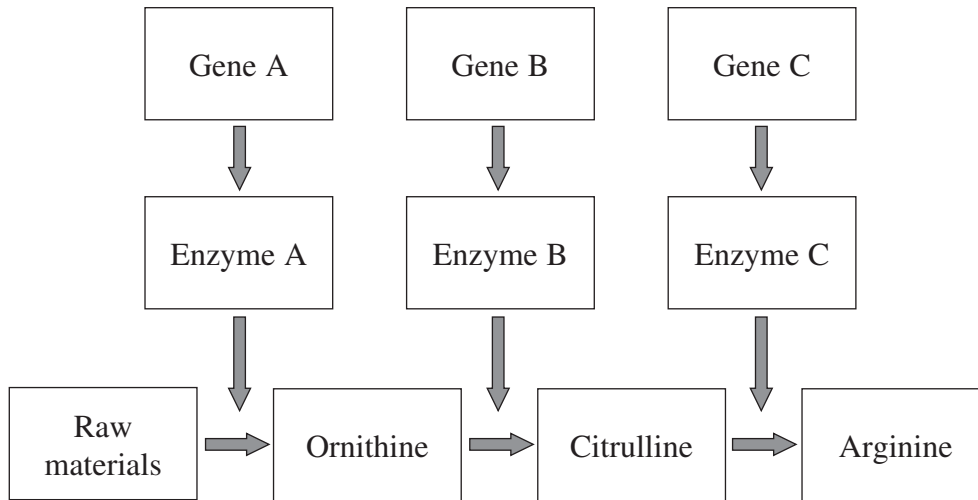 Gene A
Gene B
Gene C
Enzyme A
Enzyme B
Enzyme C
Raw
materials
Ornithine
Citrulline
Arginine